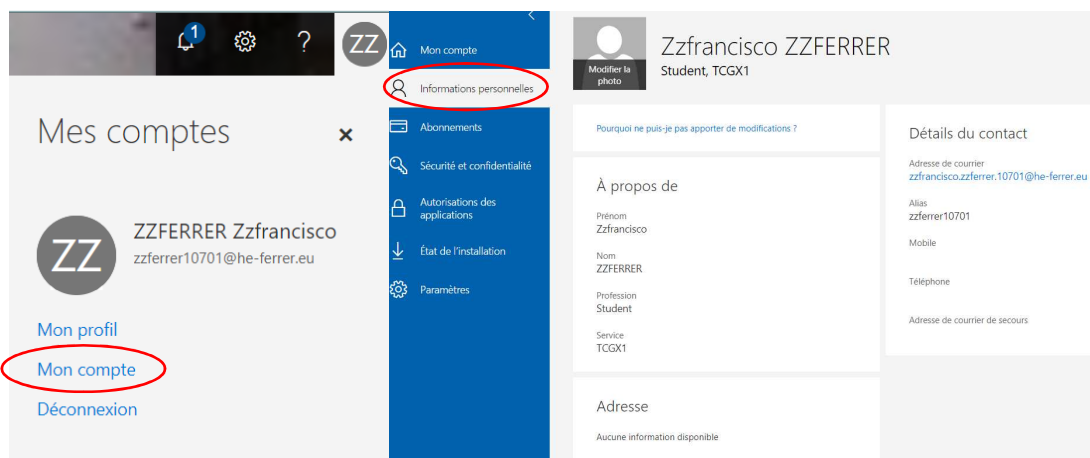 1
?
ZZ
Mes comptes
×
ZZ
ZZFERRER Zzfrancisco
zzferrer10701@he-ferrer.eu
Mon profil
Mon compte
Déconnexion
Mon compte
Informations personnelles
Abonnements
Sécurité et confidentialité
Autorisations des
applications
État de l'installation
Paramètres
Modifier la
photo
Zzfrancisco ZZFERRER
Student, TCGX1
Pourquoi ne puis-je pas apporter de modifications ?
À propos de
Prénom
Zzfrancisco
Nom
ZZFERRER
Profession
Student
Service
TCGX1
Adresse
Aucune information disponible
Détails du contact
Adresse de courrier
zzfrancisco.zzferrer.10701@he-ferrer.eu
Alias
zzferrer10701
Mobile
Téléphone
Adresse de courrier de secours